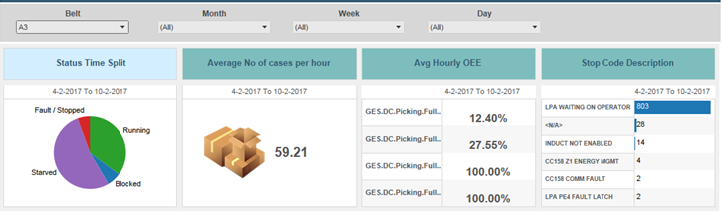 Belt
Month
Week
Day
A3
(All)
(All)
(All)
Status Time Split
Average No of cases per hour
Avg Hourly OEE
Stop Code Description
4-2-2017 To 10-2-2017
4-2-2017 To 10-2-2017
4-2-2017 To 10-2-2017
4-2-2017 To 10-2-2017
Fault / Stopped
Running
Starved
Blocked
59.21
GES.DC.Picking.Full..
12.40%
GES.DC.Picking.Full..
27.55%
GES.DC.Picking.Full..
100.00%
GES.DC.Picking.Full..
100.00%
LPA WAITING ON OPERATOR 803
<N/A> 28
INDUCT NOT ENABLED 14
CC158 Z1 ENERGY MGMT 4
CC158 COMM FAULT 2
LPA PE4 FAULT LATCH 2